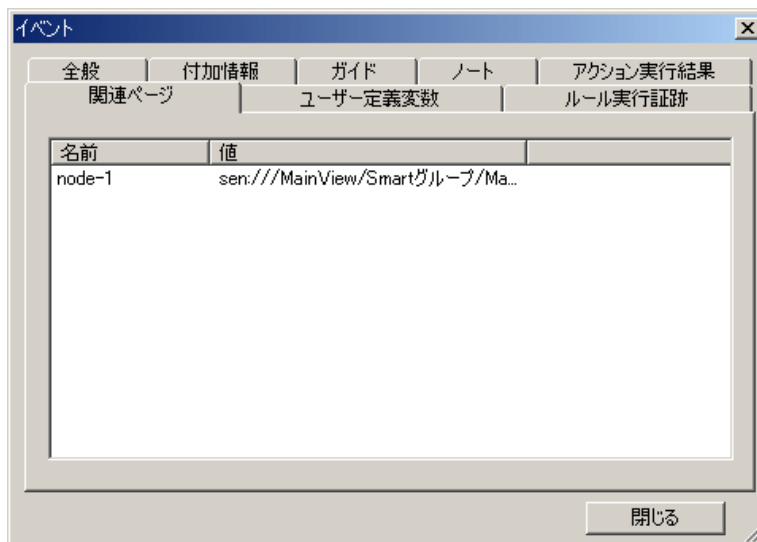 イベント
全般 付加情報 ガイド ノート アクション実行結果
関連ページ ユーザー定義変数 ルール実行証跡
名前 値
node-1 sen:///MainView/Smartグループ/Ma...
閉じる